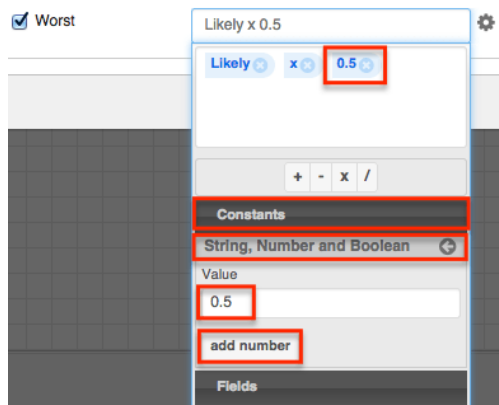 Worst
Likely x 0.5
Likely x 0.5
+ - x /
Constants
String, Number and Boolean
Value
0.5
add number
Fields